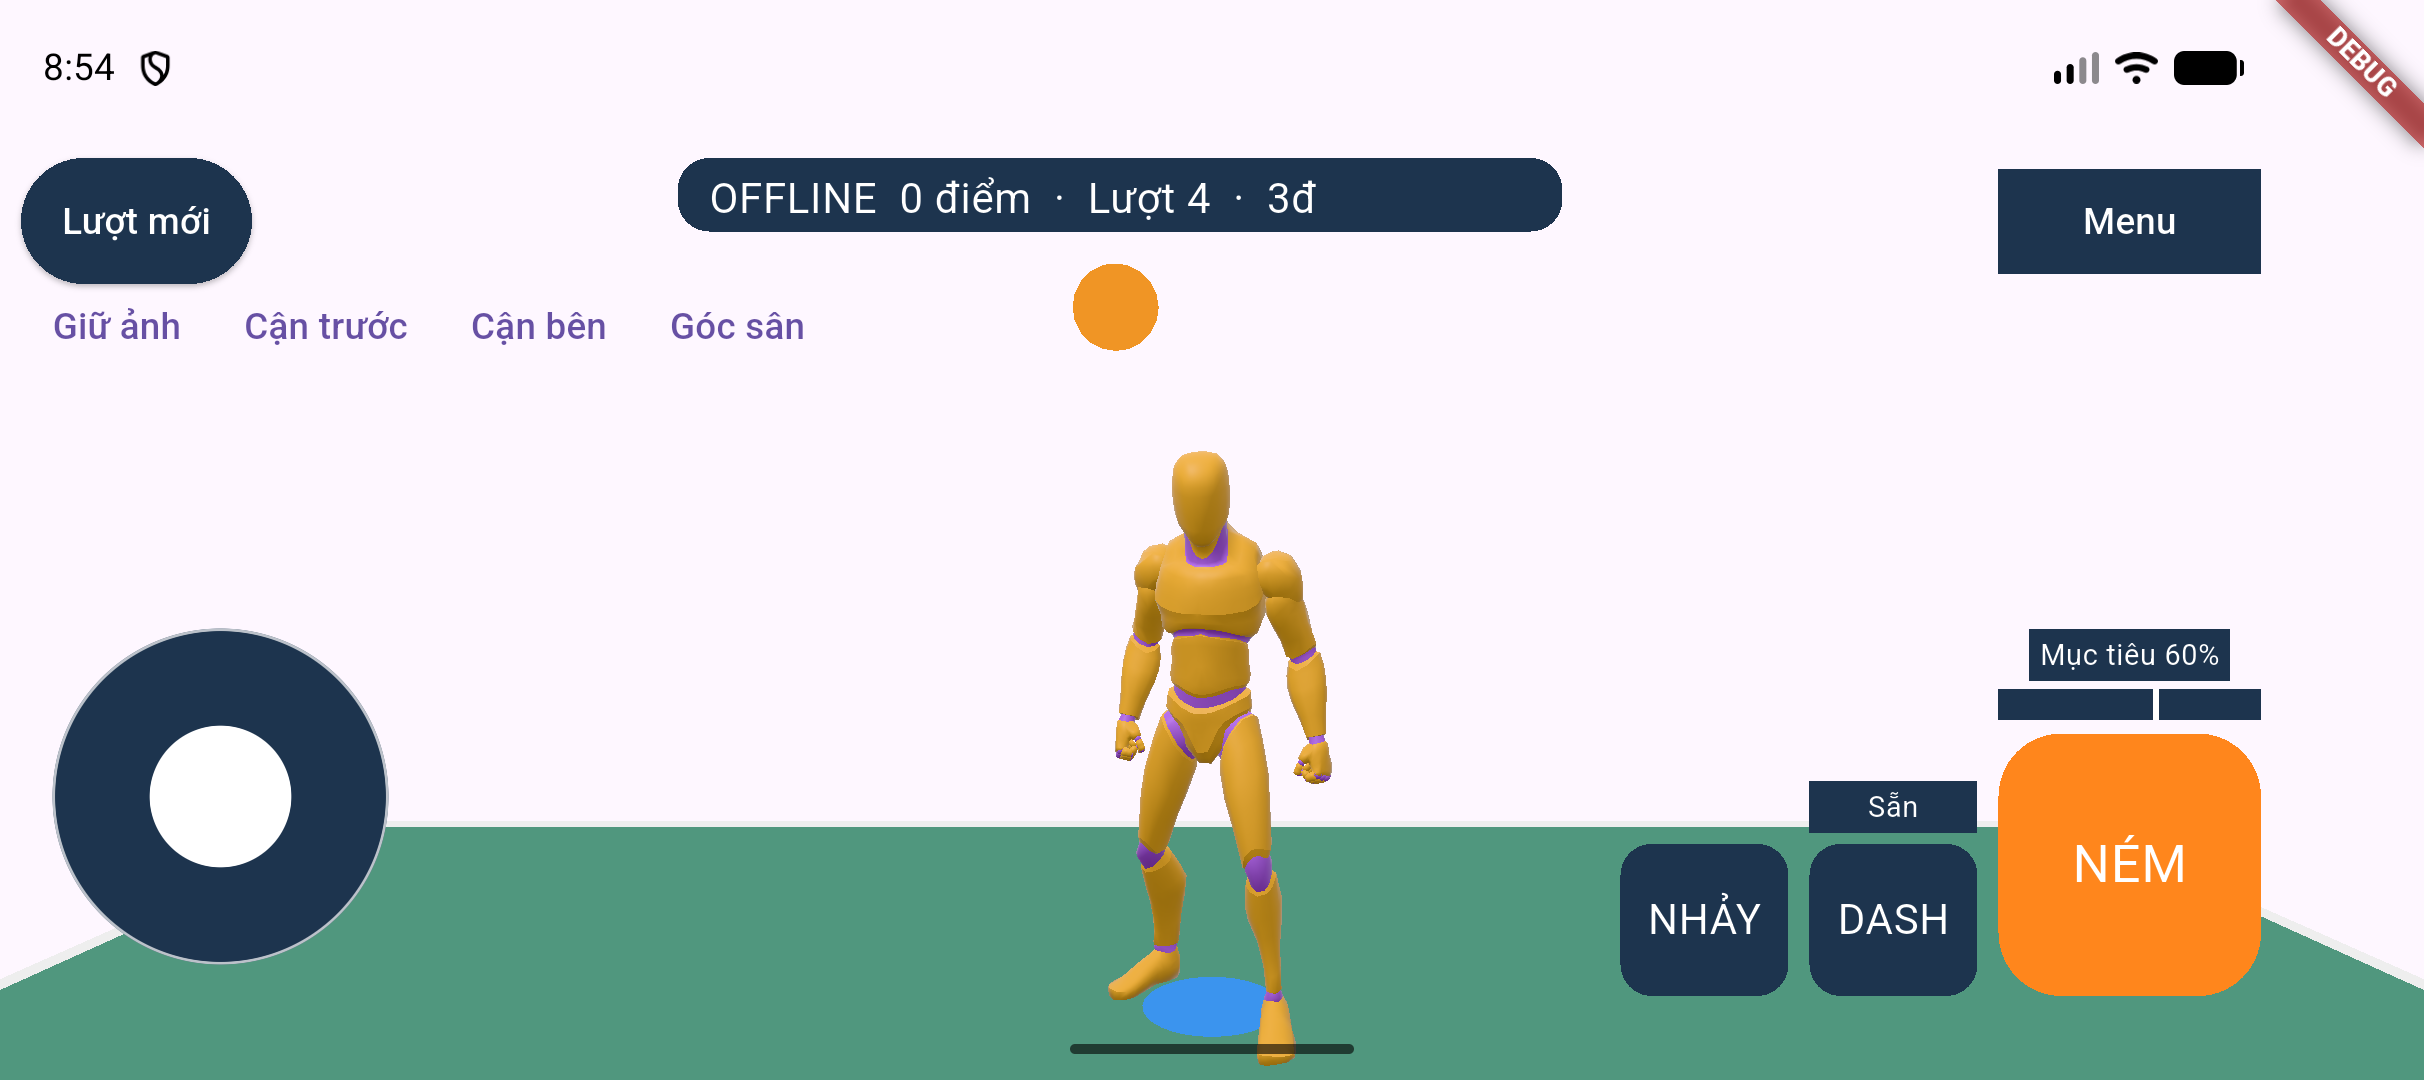 8:54
DEBUG
Lượt mới
OFFLINE 0 điểm · Lượt 4 · 3đ
Menu
Giữ ảnh Cận trước Cận bên Góc sân
Mục tiêu 60%
Sẵn
NHẢY
DASH
NÉM